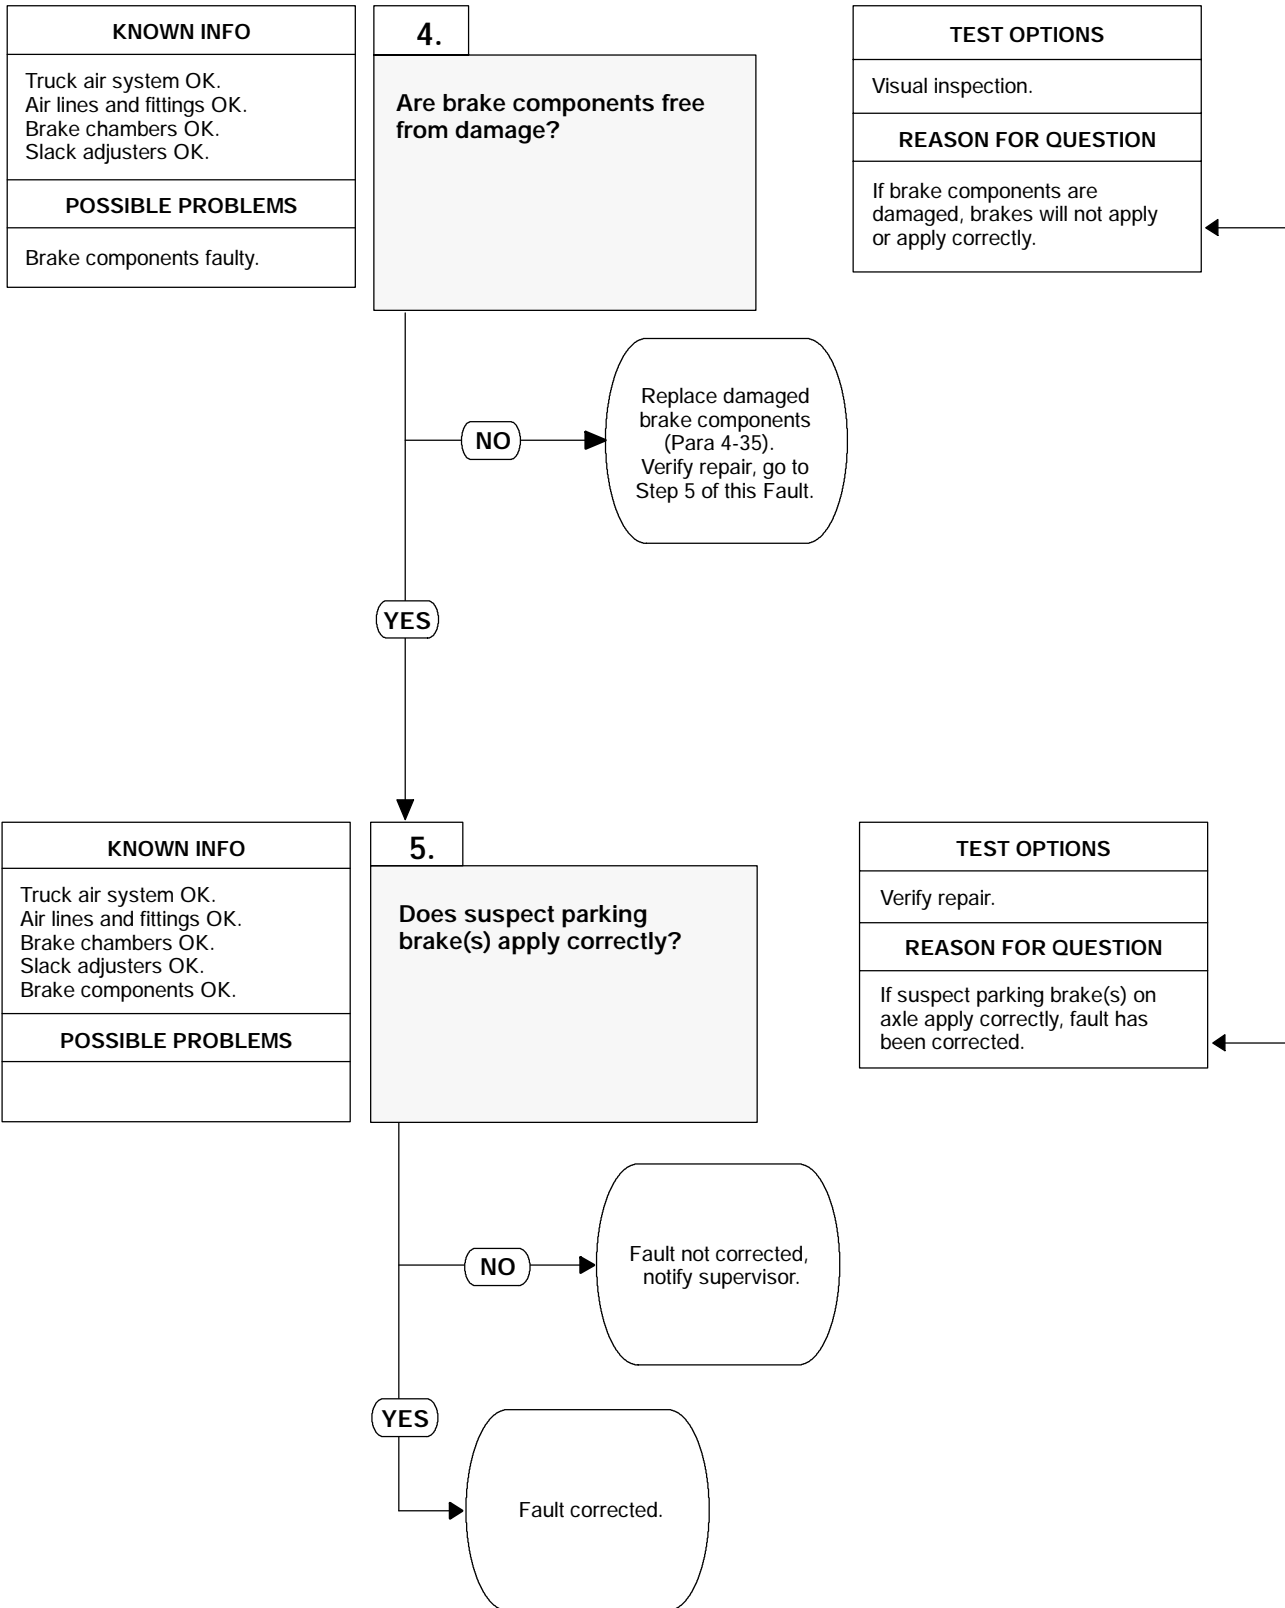 KNOWN INFO
Truck air system OK.
Air lines and fittings OK.
Brake chambers OK.
Slack adjusters OK.
POSSIBLE PROBLEMS
Brake components faulty.
4.
Are brake components free
from damage?
TEST OPTIONS
Visual inspection.
REASON FOR QUESTION
If brake components are
damaged, brakes will not apply
or apply correctly.
NO
Replace damaged
brake components
(Para 4-35).
Verify repair, go to
Step 5 of this Fault.
YES
KNOWN INFO
Truck air system OK.
Air lines and fittings OK.
Brake chambers OK.
Slack adjusters OK.
Brake components OK.
POSSIBLE PROBLEMS
5.
Does suspect parking
brake(s) apply correctly?
TEST OPTIONS
Verify repair.
REASON FOR QUESTION
If suspect parking brake(s) on
axle apply correctly, fault has
been corrected.
NO
Fault not corrected,
notify supervisor.
YES
Fault corrected.